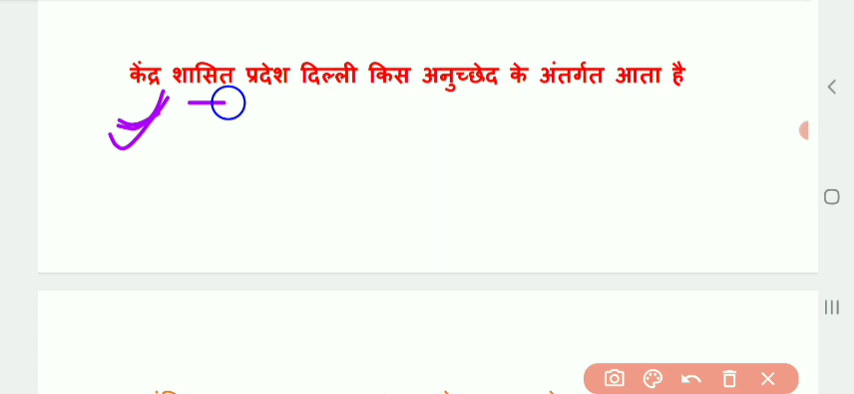 केंद्र शासित प्रदेश दिल्ली किस अनुच्छेद के अंतर्गत आता है